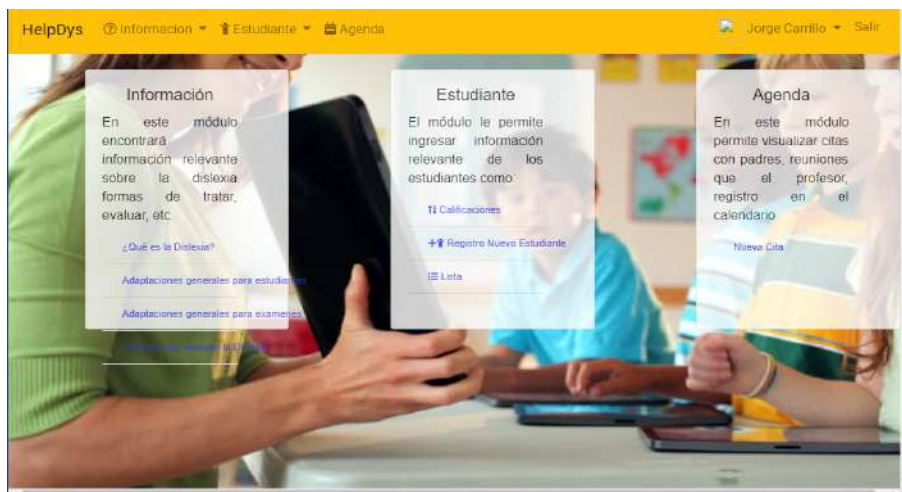 HelpDys Informacion Estudiante Agenda Jorge Carrillo Salir
Información
En este módulo
encontrará
información relevante
sobre la dislexia
formas de tratar,
evaluar, etc
¿Qué es la Dislexia?
Adaptaciones generales para estudiantes
Adaptaciones generales para examenes
Estudiante
El módulo le permite
ingresar información
relevante de los
estudiantes como:
Calificaciones
Registro Nuevo Estudiante
Lista
Agenda
En este módulo
permite visualizar citas
con padres, reuniones
que el profesor,
registro en el
calendario
Nueva Cita